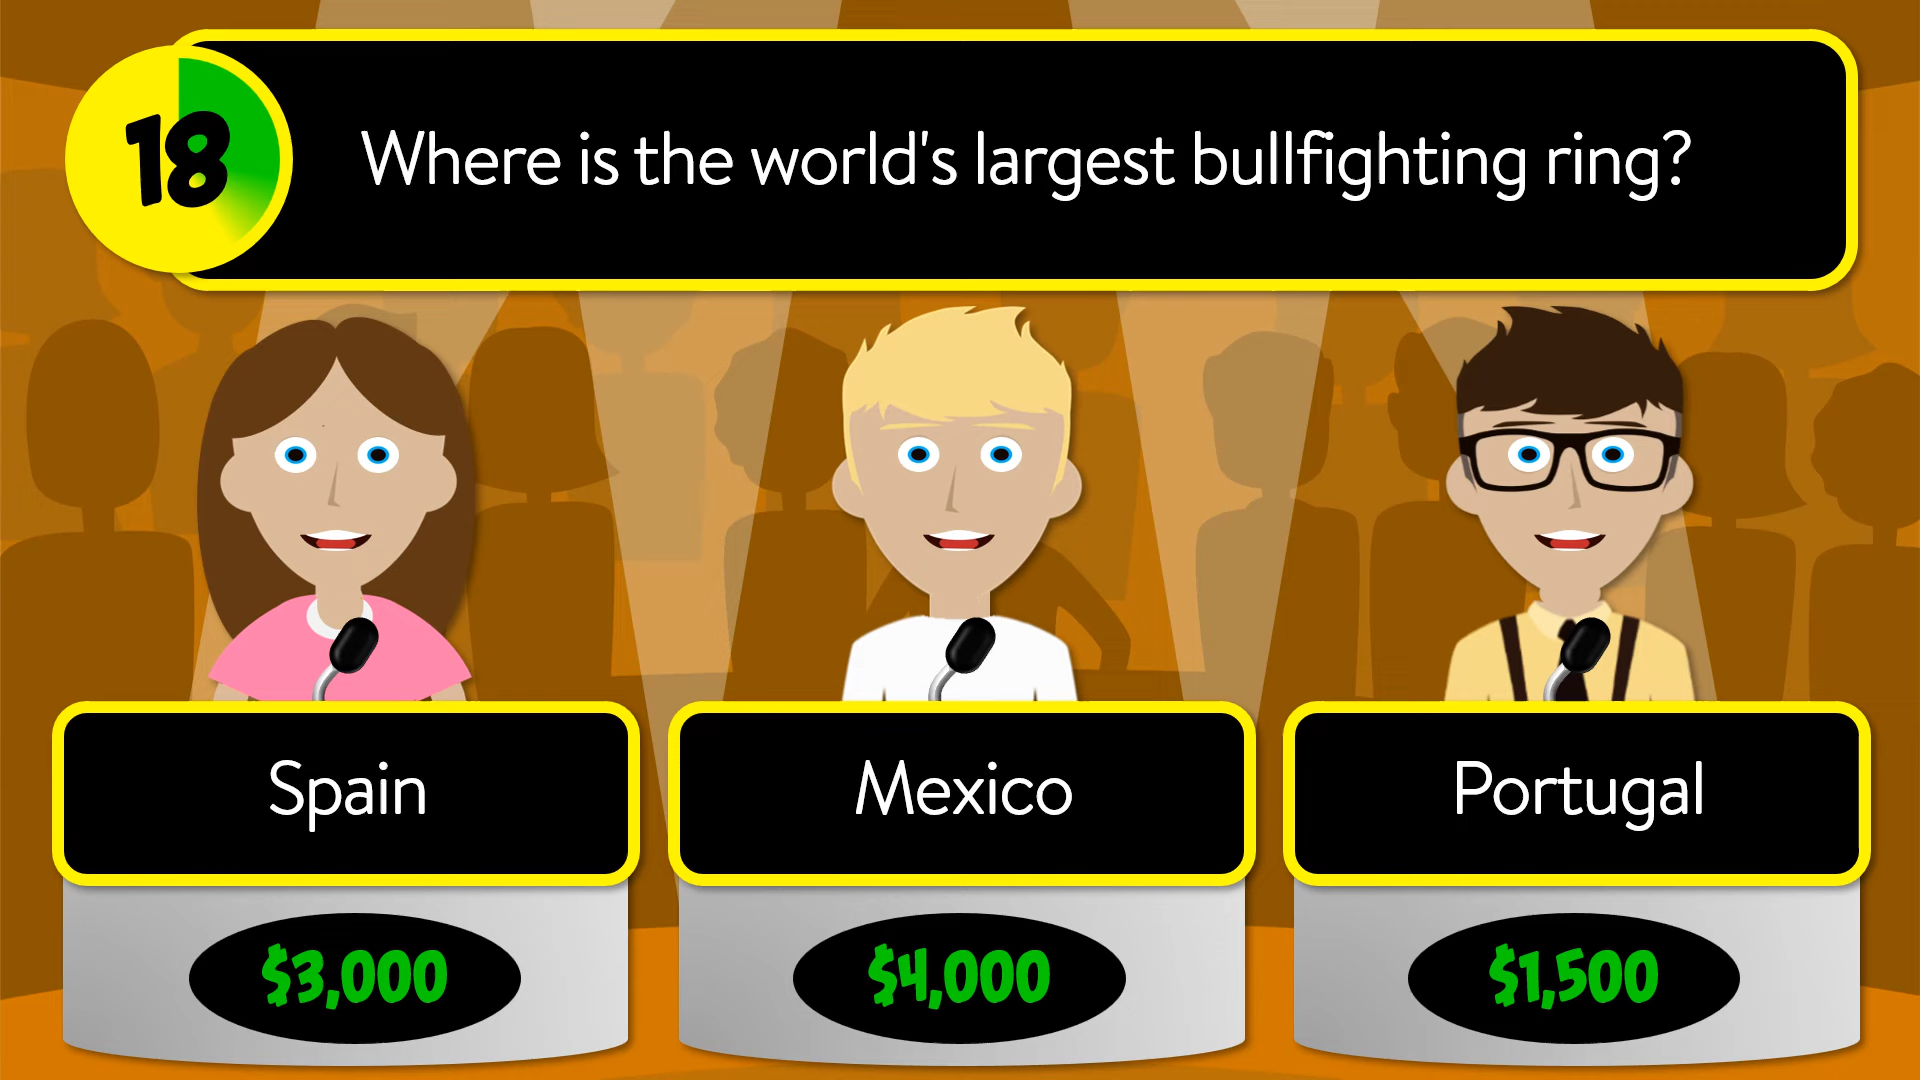 18
Where is the world's largest bullfighting ring?
Spain
Mexico
Portugal
$3,000
$4,000
$1,500